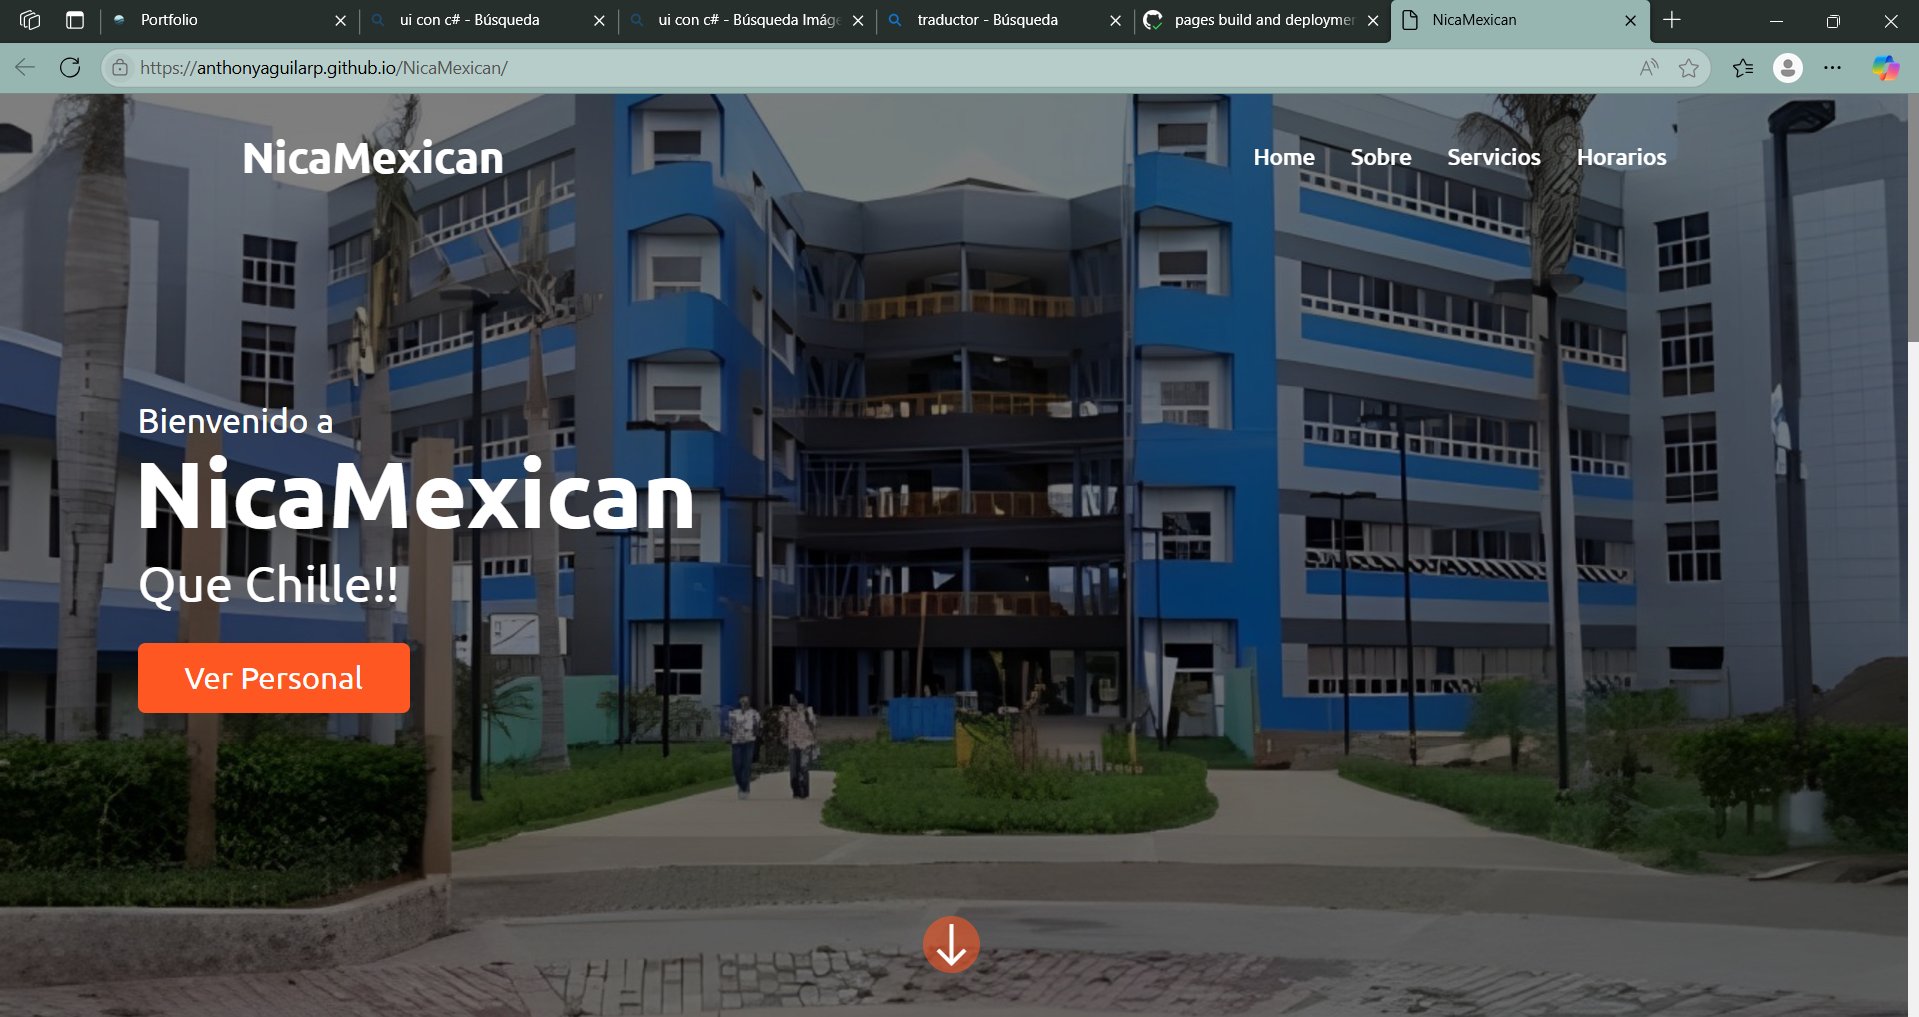 Portfolio
ui con c# - Búsqueda
ui con c# - Búsqueda Imáge
traductor - Búsqueda
pages build and deploymen
NicaMexican
https://anthonyaguilarp.github.io/NicaMexican/
NicaMexican
Home Sobre Servicios Horarios
Bienvenido a
NicaMexican
Que Chille!!
Ver Personal